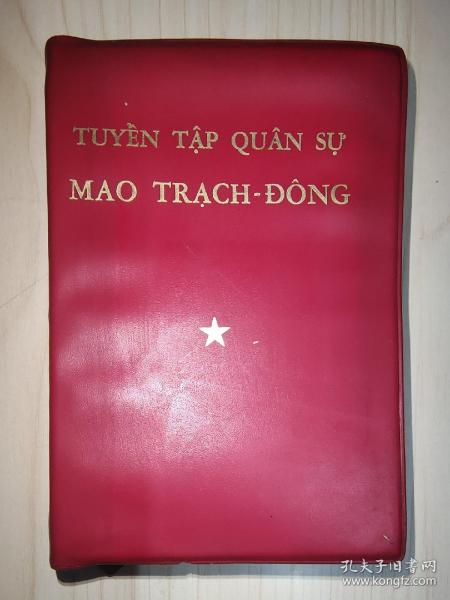 TUYỂN TẬP QUÂN SỰ
MAO TRẠCH-ĐÔNG
孔夫子旧书网
www.kongfz.com